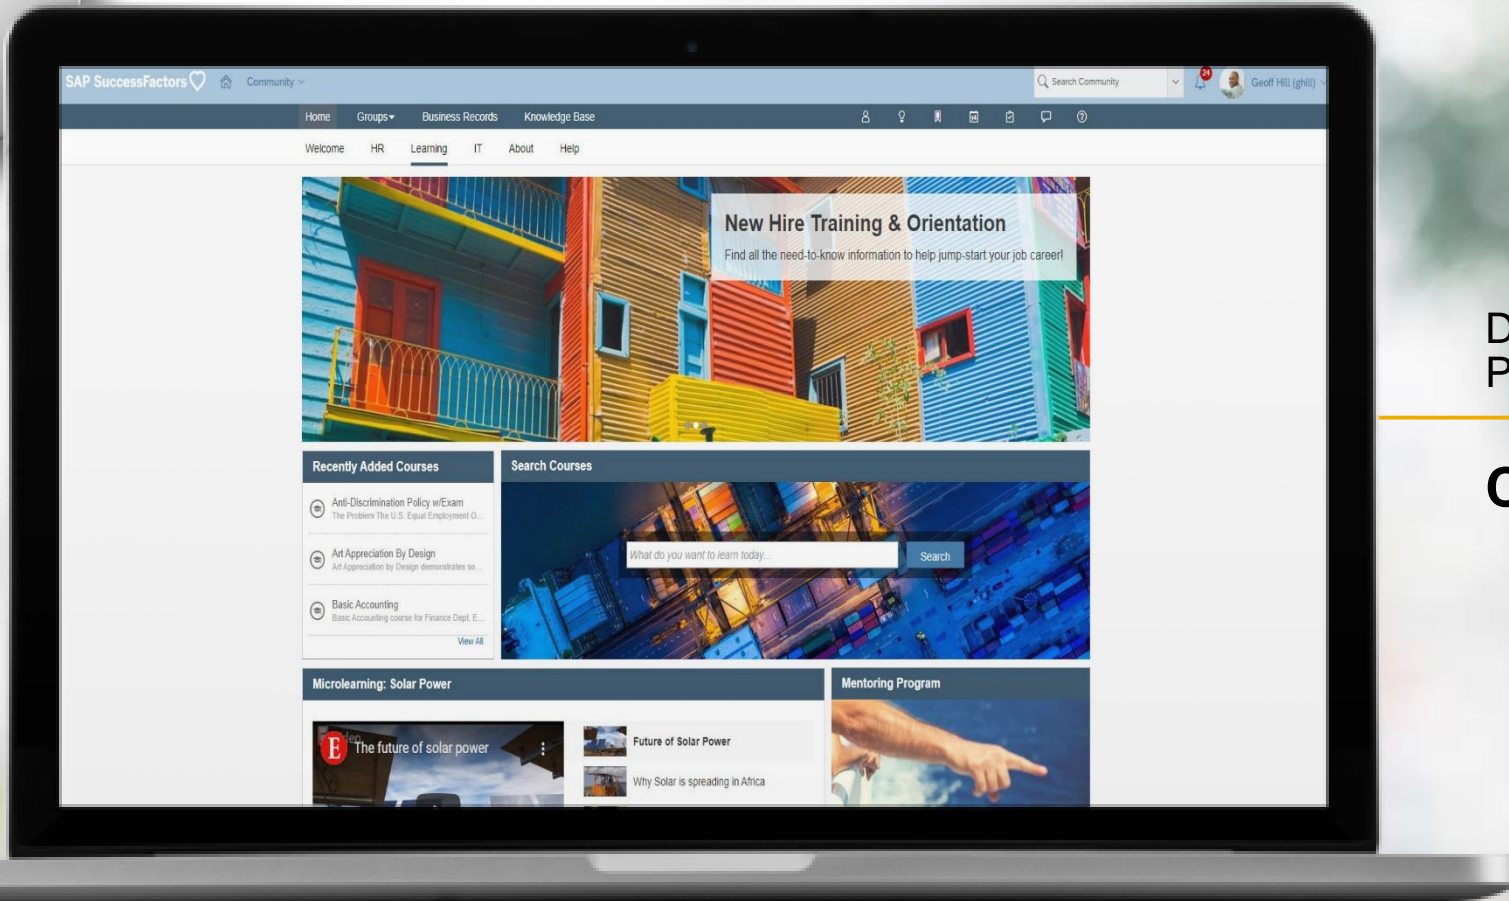 SAP SuccessFactors
Community
Search Community
24
Geoff Hill (ghill)
Home Groups Business Records Knowledge Base
14
Welcome HR Learning IT About Help
New Hire Training & Orientation
Find all the need-to-know information to help jump-start your job career!
Recently Added Courses
Anti-Discrimination Policy w/Exam
The Problem The U.S. Equal Employment O...
Art Appreciation By Design
Art Appreciation by Design demonstrates so...
Basic Accounting
Basic Accounting course for Finance Dept. E...
View All
Search Courses
What do you want to learn today...
Search
Microlearning: Solar Power
E
The future of solar power
Future of Solar Power
Why Solar is spreading in Africa
Mentoring Program
D
P